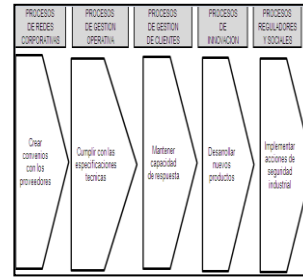 PROCESOS
DE REDES
CORPORATIVAS
PROCESOS
DE GESTION
OPERATIVA
PROCESOS
DE GESTION
DE CLIENTES
PROCESOS
DE
INNOVACION
PROCESOS
REGULADORES
Y SOCIALES
Crear
convenios
con los
proveedores
Cumplir con las
especificaciones
tecnicas
Mantener
capacidad
de respuesta
Desarrollar
nuevos
productos
Implementar
acciones de
seguridad
industrial